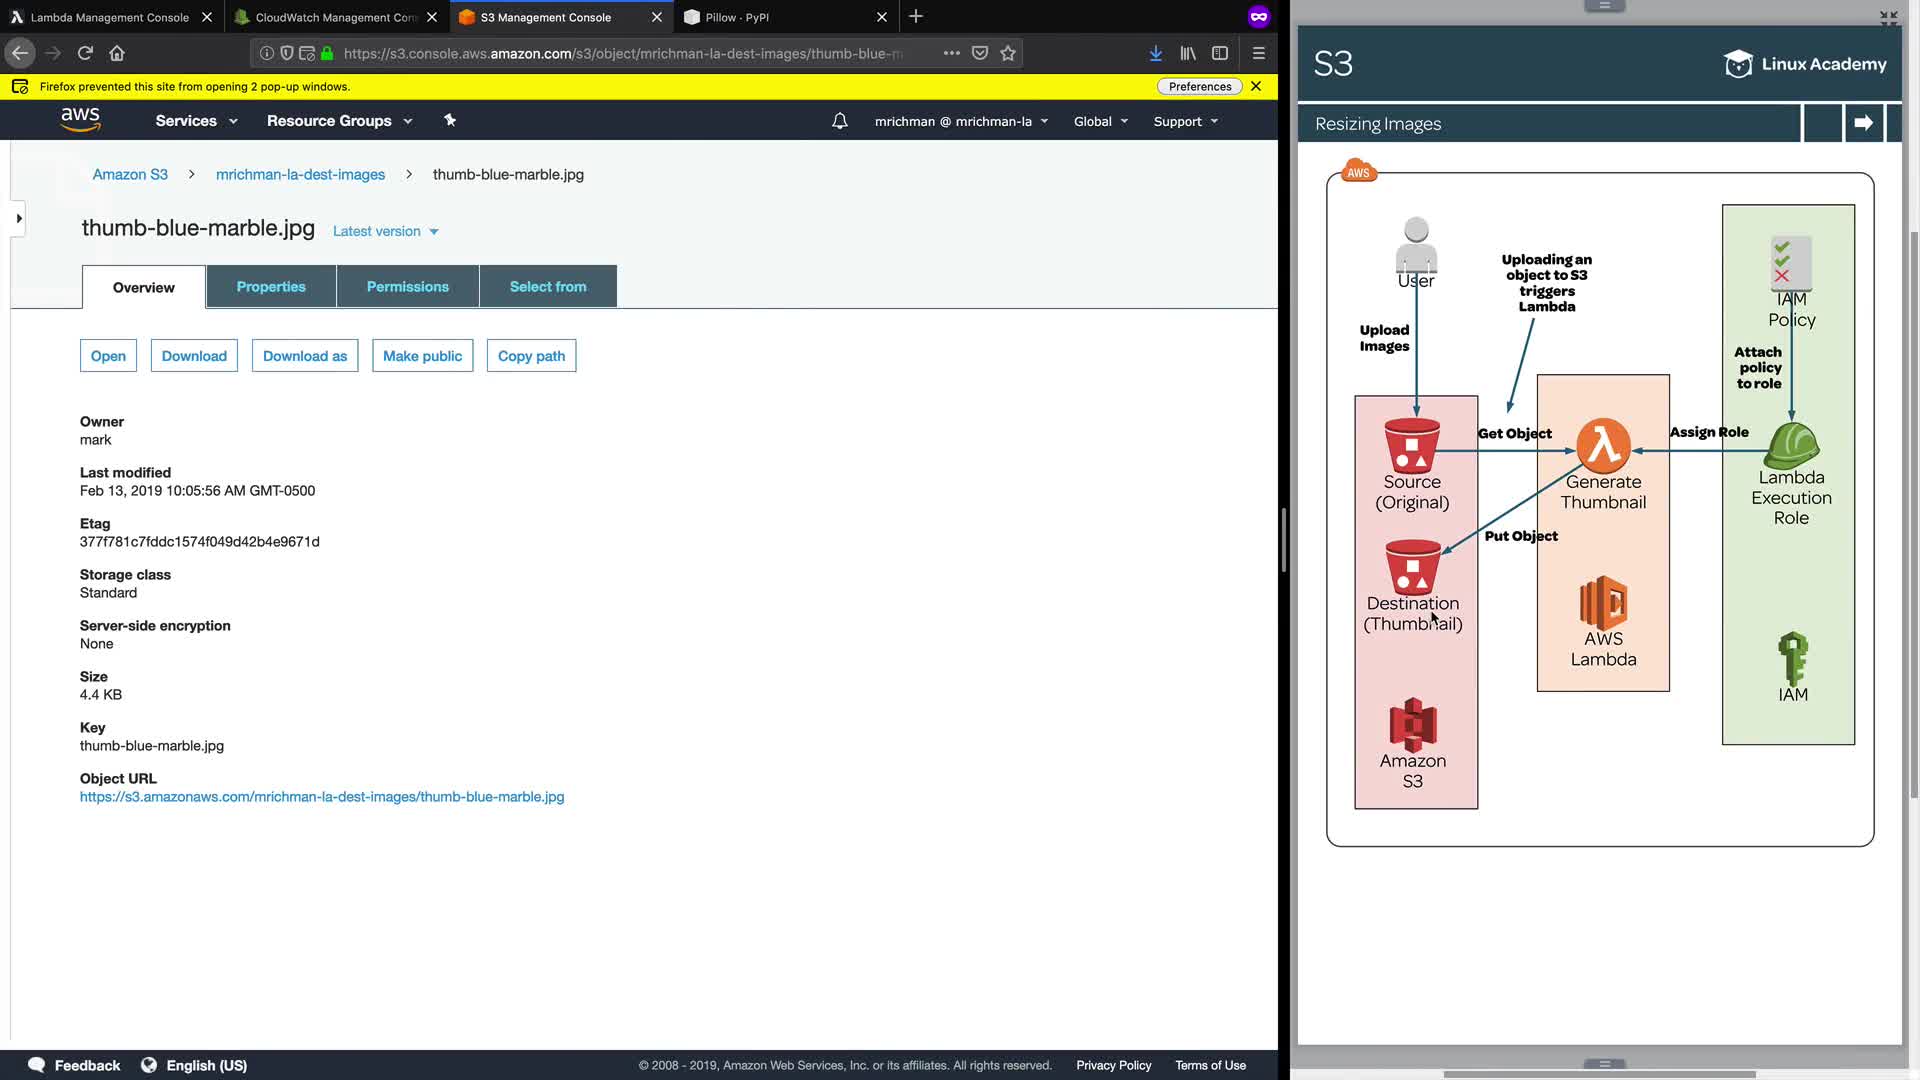 Lambda Management Console
CloudWatch Management Con
S3 Management Console
Pillow · PyPI
https://s3.console.aws.amazon.com/s3/object/mrichman-la-dest-images/thumb-blue-m
Firefox prevented this site from opening 2 pop-up windows.
Preferences
aws
Services
Resource Groups
mrichman @ mrichman-la
Global
Support
Amazon S3
mrichman-la-dest-images
thumb-blue-marble.jpg
thumb-blue-marble.jpg
Latest version
Overview
Properties
Permissions
Select from
Open
Download
Download as
Make public
Copy path
Owner
mark
Last modified
Feb 13, 2019 10:05:56 AM GMT-0500
Etag
377f781c7fddc1574f049d42b4e9671d
Storage class
Standard
Server-side encryption
None
Size
4.4 KB
Key
thumb-blue-marble.jpg
Object URL
https://s3.amazonaws.com/mrichman-la-dest-images/thumb-blue-marble.jpg
Feedback
English (US)
© 2008 - 2019, Amazon Web Services, Inc. or its affiliates. All rights reserved.
Privacy Policy
Terms of Use
S3
Linux Academy
Resizing Images
AWS
User
Uploading an
object to S3
triggers
Lambda
IAM
Policy
Upload
Images
Attach
policy
to role
Get Object
Assign Role
Source
(Original)
Generate
Thumbnail
Lambda
Execution
Role
Put Object
Destination
(Thumbnail)
AWS
Lambda
IAM
Amazon
S3